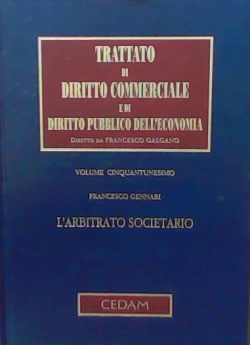 TRATTATO
DI
DIRITTO COMMERCIALE
E DI
DIRITTO PUBBLICO DELL'ECONOMIA
DIRETTO DA FRANCESCO GALGANO
VOLUME CINQUANTUNESIMO
FRANCESCO GENNARI
L'ARBITRATO SOCIETARIO
CEDAM